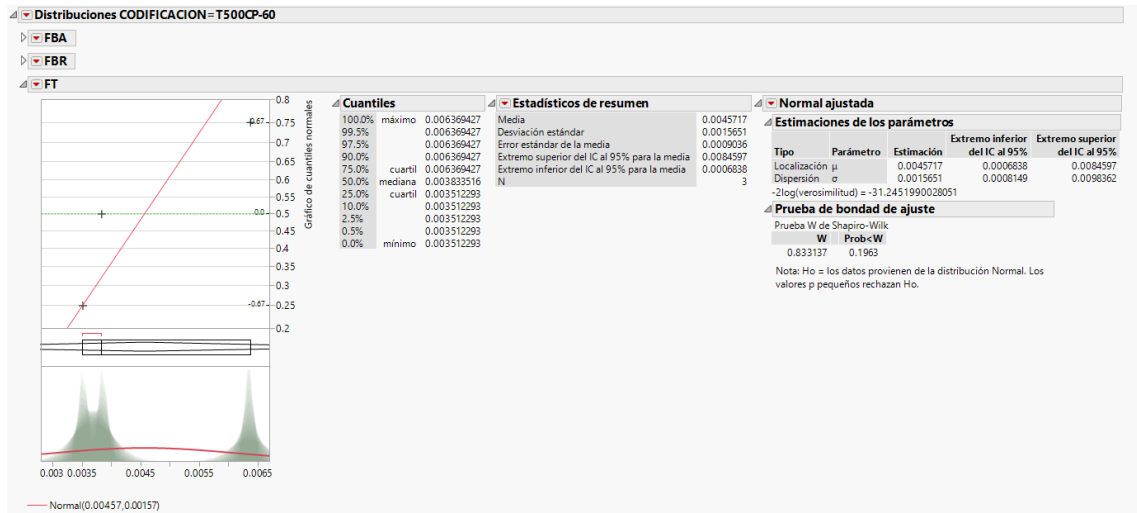 Distribuciones CODIFICACION=T500CP-60
FBA
FBR
FT
0.8
0.67
0.75
0.7
0.65
0.6
0.55
0.0
0.5
0.45
0.4
0.35
0.3
-0.67
0.25
0.2
Gráfico de cuantiles normales
0.003 0.0035 0.0045 0.0055 0.0065
Normal(0.00457,0.00157)
Cuantiles
100.0% máximo 0.006369427
99.5% 0.006369427
97.5% 0.006369427
90.0% 0.006369427
75.0% cuartil 0.006369427
50.0% mediana 0.003833516
25.0% cuartil 0.003512293
10.0% 0.003512293
2.5% 0.003512293
0.5% 0.003512293
0.0% mínimo 0.003512293
Estadísticos de resumen
Media 0.0045717
Desviación estándar 0.0015651
Error estándar de la media 0.0009036
Extremo superior del IC al 95% para la media 0.0084597
Extremo inferior del IC al 95% para la media 0.0006838
N 3
Normal ajustada
Estimaciones de los parámetros
Extremo inferior Extremo superior
Tipo Parámetro Estimación del IC al 95% del IC al 95%
Localización μ 0.0045717 0.0006838 0.0084597
Dispersión σ 0.0015651 0.0008149 0.0098362
-2log(verosimilitud) = -31.2451990028051
Prueba de bondad de ajuste
Prueba W de Shapiro-Wilk
W Prob<W
0.833137 0.1963
Nota: Ho = los datos provienen de la distribución Normal. Los
valores p pequeños rechazan Ho.